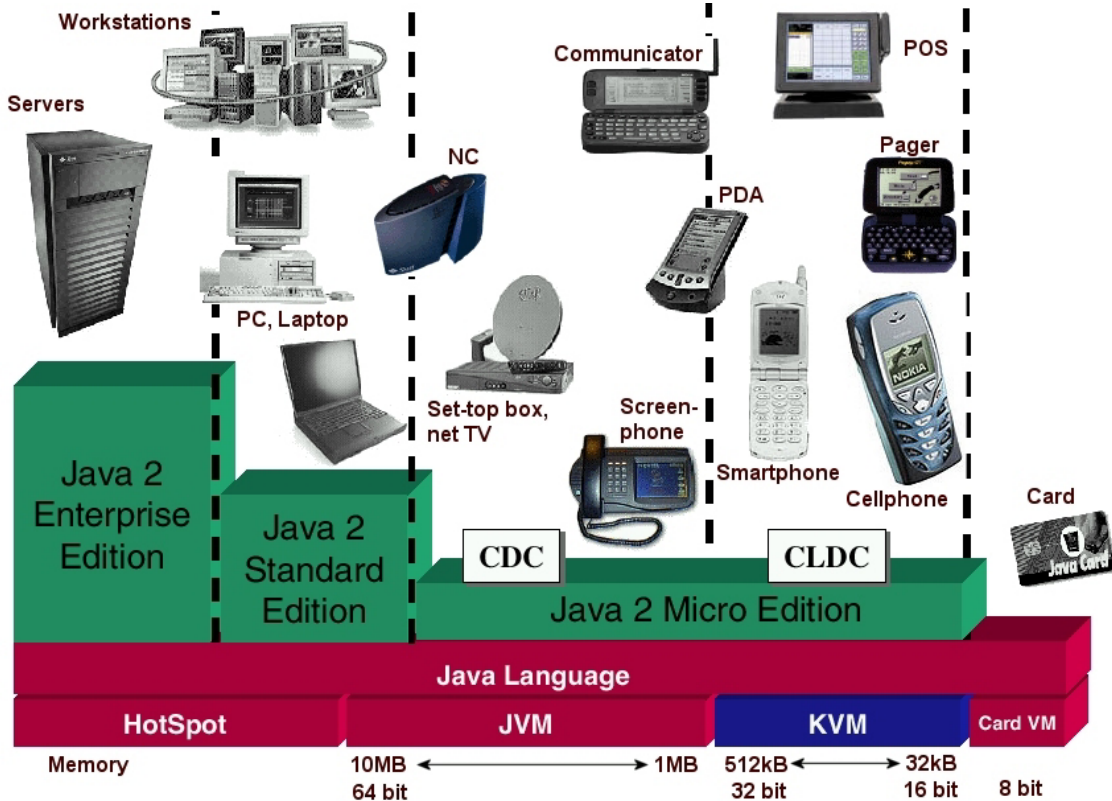 Workstations
Communicator
POS
Servers
NC
Pager
PDA
PC, Laptop
Set-top box,
net TV
Screen-
phone
NOKIA
Smartphone
Cellphone
Card
Java Card
Java 2
Enterprise
Edition
Java 2
Standard
Edition
CDC
CLDC
Java 2 Micro Edition
Java Language
HotSpot
JVM
KVM
Card VM
Memory
10MB
1MB
512kB
32kB
64 bit
32 bit
16 bit
8 bit